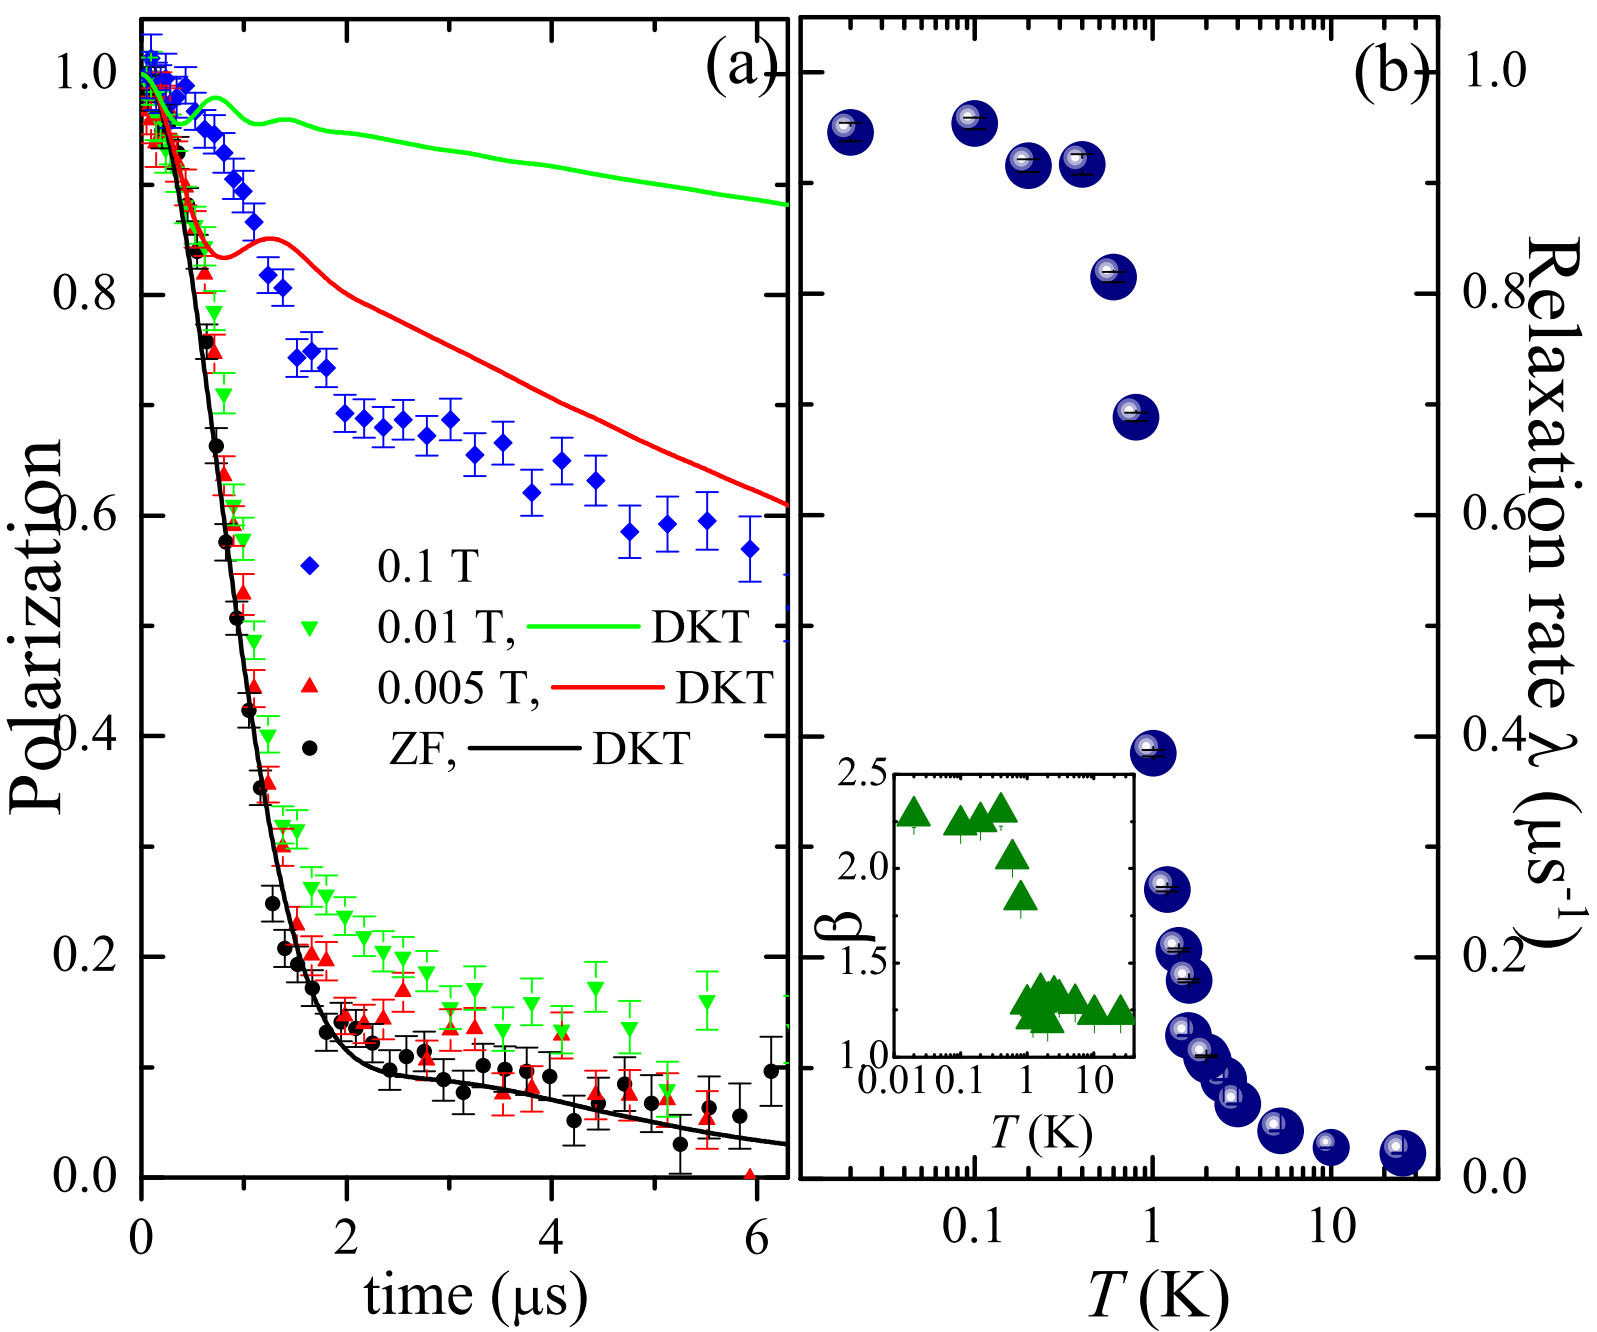 (a)
Polarization
1.0
0.8
0.6
0.4
0.2
0.0
0.1 T
0.01 T, DKT
0.005 T, DKT
ZF, DKT
0 2 4 6
time (μs)
(b)
1.0
0.8
0.6
0.4
0.2
0.0
Relaxation rate λ (μs⁻¹)
0.1 1 10
T (K)
β
2.5
2.0
1.5
1.0
0.01 0.1 1 10
T (K)